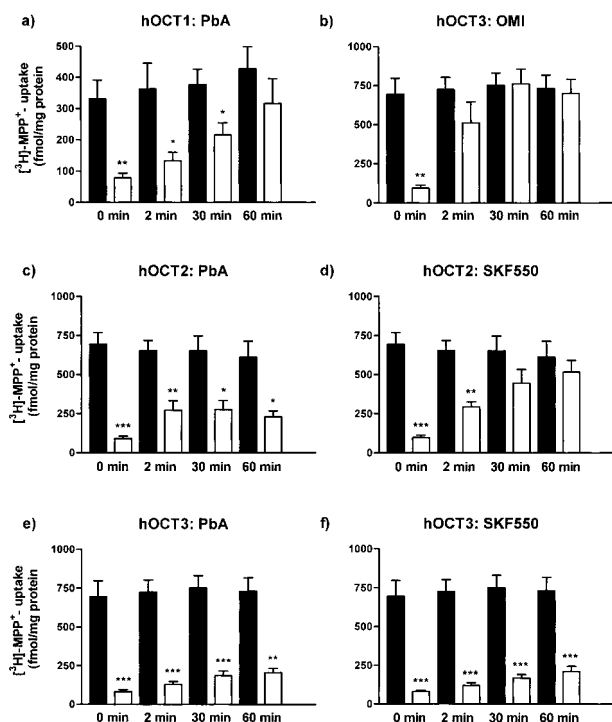 a) hOCT1: PbA
[³H]-MPP⁺- uptake
(fmol/mg protein)
500
400
300
200
100
0
** * *
0 min 2 min 30 min 60 min
b) hOCT3: OMI
1000
750
500
250
0
**
0 min 2 min 30 min 60 min
c) hOCT2: PbA
[³H]-MPP⁺- uptake
(fmol/mg protein)
1000
750
500
250
0
*** ** * *
0 min 2 min 30 min 60 min
d) hOCT2: SKF550
1000
750
500
250
0
*** **
0 min 2 min 30 min 60 min
e) hOCT3: PbA
[³H]-MPP⁺- uptake
(fmol/mg protein)
1000
750
500
250
0
*** *** *** **
0 min 2 min 30 min 60 min
f) hOCT3: SKF550
1000
750
500
250
0
*** *** *** ***
0 min 2 min 30 min 60 min